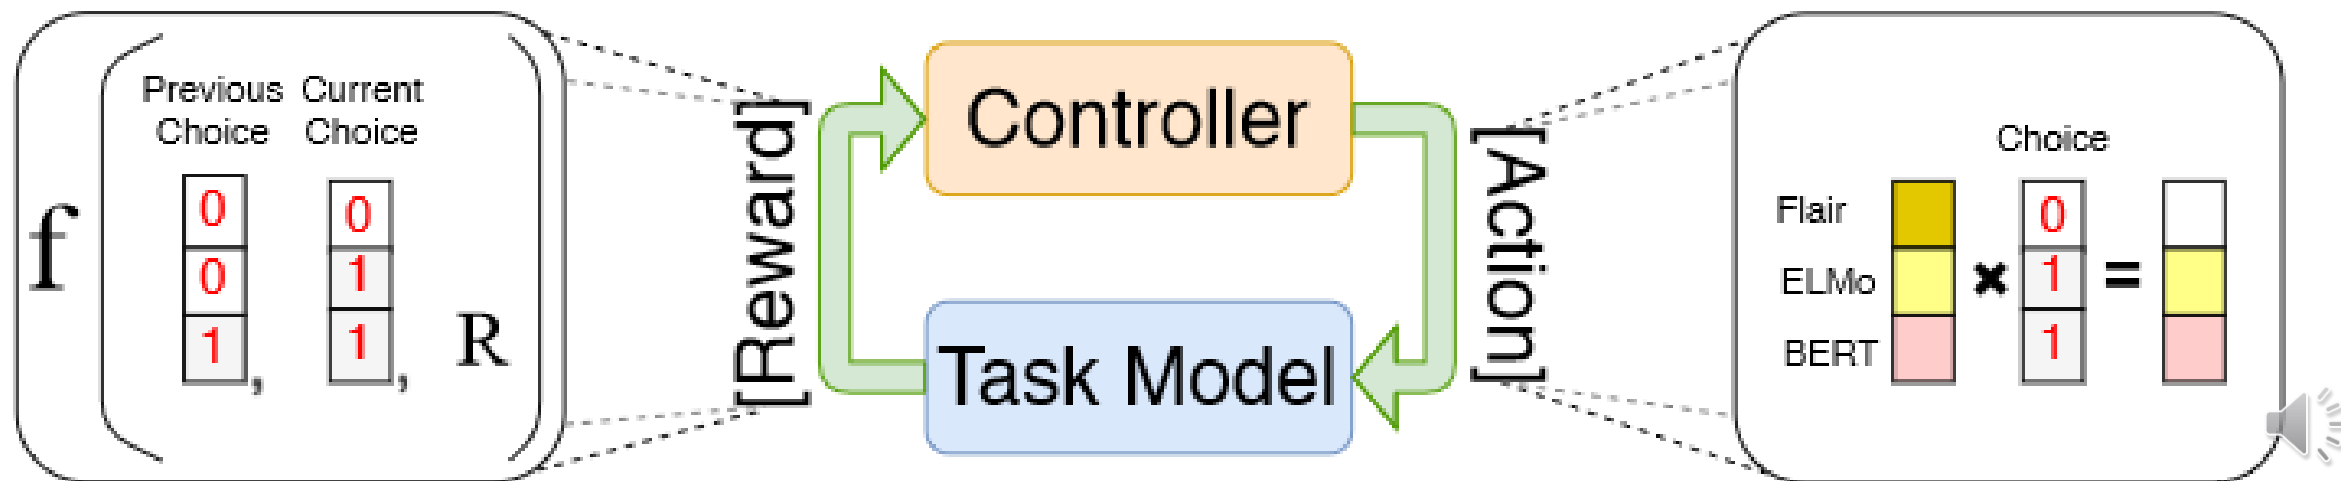 f
Previous Current
Choice Choice
0 0
0 1
1, 1, R
[Reward]
Controller
Task Model
[Action]
Choice
Flair 0
ELMo × 1 =
BERT 1